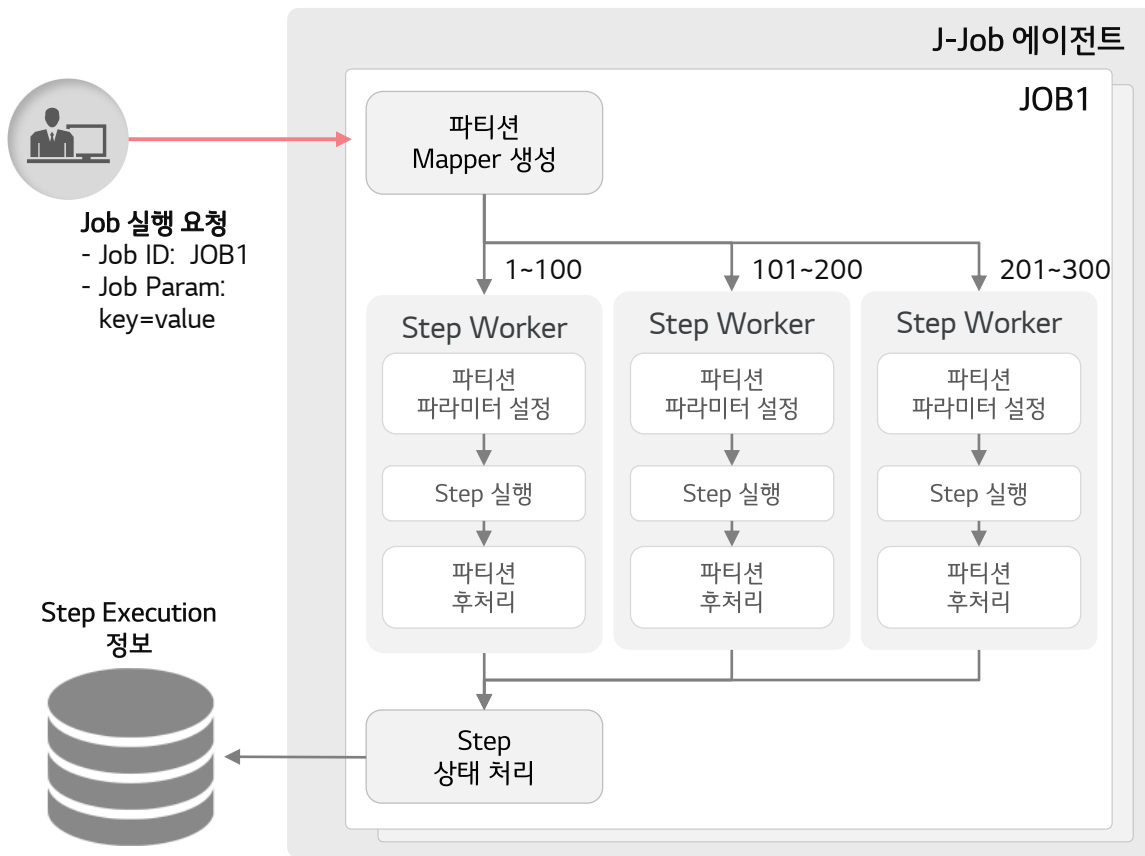 J-Job 에이전트
JOB1
파티션
Mapper 생성
Job 실행 요청
- Job ID:  JOB1
- Job Param:
key=value
1~100
101~200
201~300
Step Worker
파티션
파라미터 설정
Step 실행
파티션
후처리
Step Worker
파티션
파라미터 설정
Step 실행
파티션
후처리
Step Worker
파티션
파라미터 설정
Step 실행
파티션
후처리
Step Execution
정보
Step
상태 처리